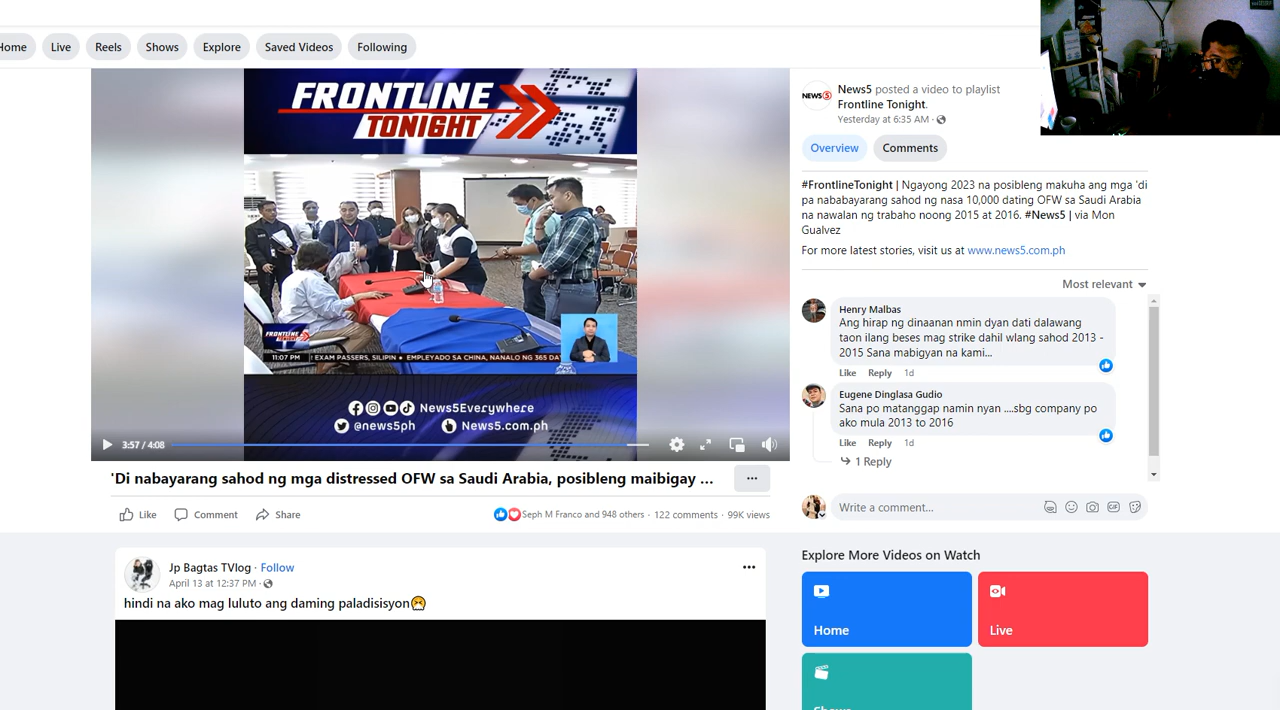 Home
Live
Reels
Shows
Explore
Saved Videos
Following
FRONTLINE
TONIGHT
FRONTLINE
11:07 PM
EXAM PASSERS, SILIPIN • EMPLEYADO SA CHINA, NANALO NG 365 DA
News5Everywhere
@news5ph
News5.com.ph
3:57 / 4:08
'Di nabayarang sahod ng mga distressed OFW sa Saudi Arabia, posibleng maibigay ...
Like
Comment
Share
Seph M Franco and 948 others · 122 comments · 99K views
Jp Bagtas TVlog · Follow
April 13 at 12:37 PM ·
hindi na ako mag luluto ang daming paladisisyon
NEWS5
News5 posted a video to playlist
Frontline Tonight.
Yesterday at 6:35 AM ·
Overview
Comments
#FrontlineTonight | Ngayong 2023 na posibleng makuha ang mga 'di
pa nababayarang sahod ng nasa 10,000 dating OFW sa Saudi Arabia
na nawalan ng trabaho noong 2015 at 2016. #News5 | via Mon
Gualvez
For more latest stories, visit us at www.news5.com.ph
Most relevant
Henry Malbas
Ang hirap ng dinaanan nmin dyan dati dalawang
taon ilang beses mag strike dahil wlang sahod 2013 -
2015 Sana mabigyan na kami...
Like Reply 1d
Eugene Dinglasa Gudio
Sana po matanggap namin nyan ....sbg company po
ako mula 2013 to 2016
Like Reply 1d
1 Reply
Write a comment...
Explore More Videos on Watch
Home
Live
Shows